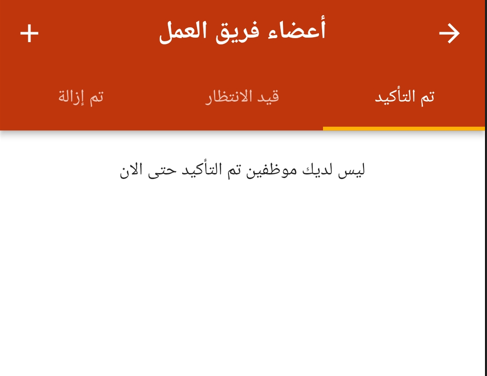 أعضاء فريق العمل
تم التأكيد
قيد الانتظار
تم إزالة
ليس لديك موظفين تم التأكيد حتى الان